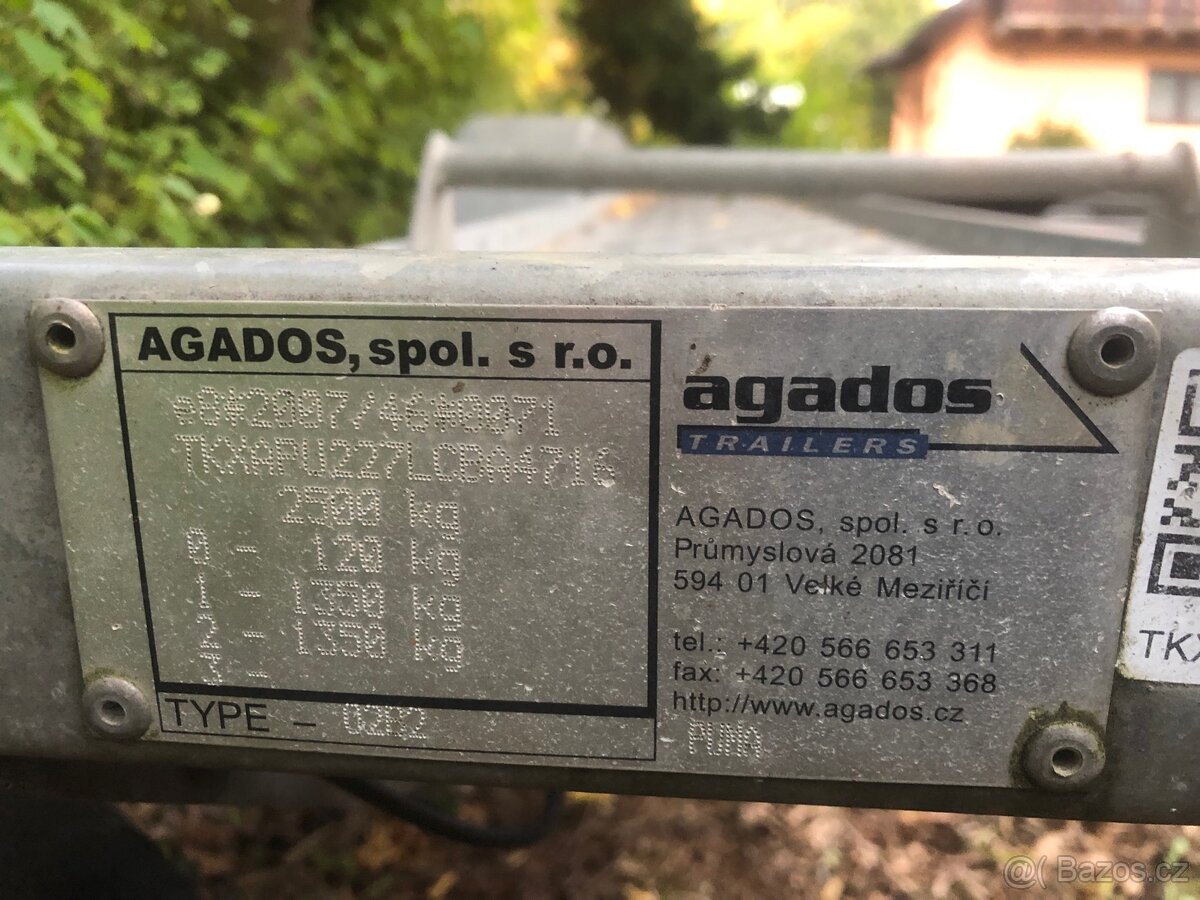 AGADOS, spol. s r.o.
e8*2007/46*0071
TKXAPU227LCBA4716
2500 kg
0 - 120 kg
1 - 1350 kg
2 - 1350 kg
3 -
TYPE - O2A2
agados
TRAILERS
AGADOS, spol. s r.o.
Průmyslová 2081
594 01 Velké Meziříčí
tel.: +420 566 653 311
fax: +420 566 653 368
http://www.agados.cz
PUMA
TKX
@( Bazos.cz